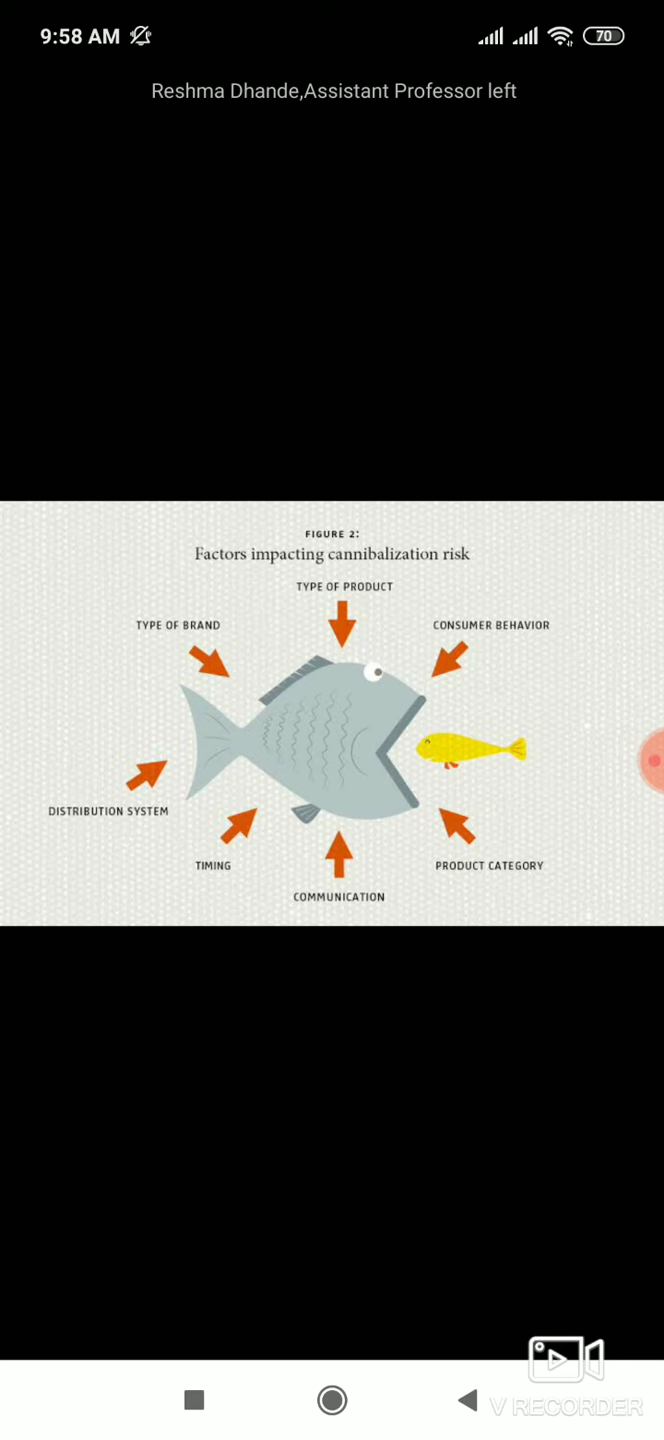 9:58 AM
70
Reshma Dhande,Assistant Professor left
FIGURE 2:
Factors impacting cannibalization risk
TYPE OF PRODUCT
TYPE OF BRAND
CONSUMER BEHAVIOR
DISTRIBUTION SYSTEM
TIMING
PRODUCT CATEGORY
COMMUNICATION
V RECORDER